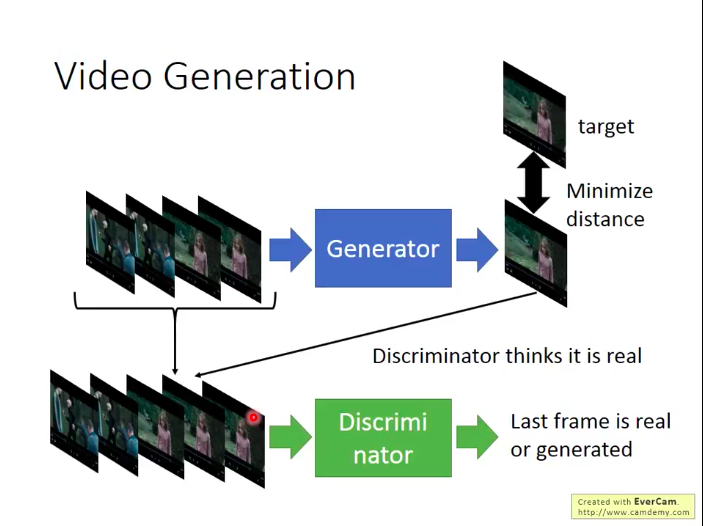 Video Generation
target
Minimize
distance
Generator
Discriminator thinks it is real
Discrimi
nator
Last frame is real
or generated
Created with EverCam.
http://www.camdemy.com